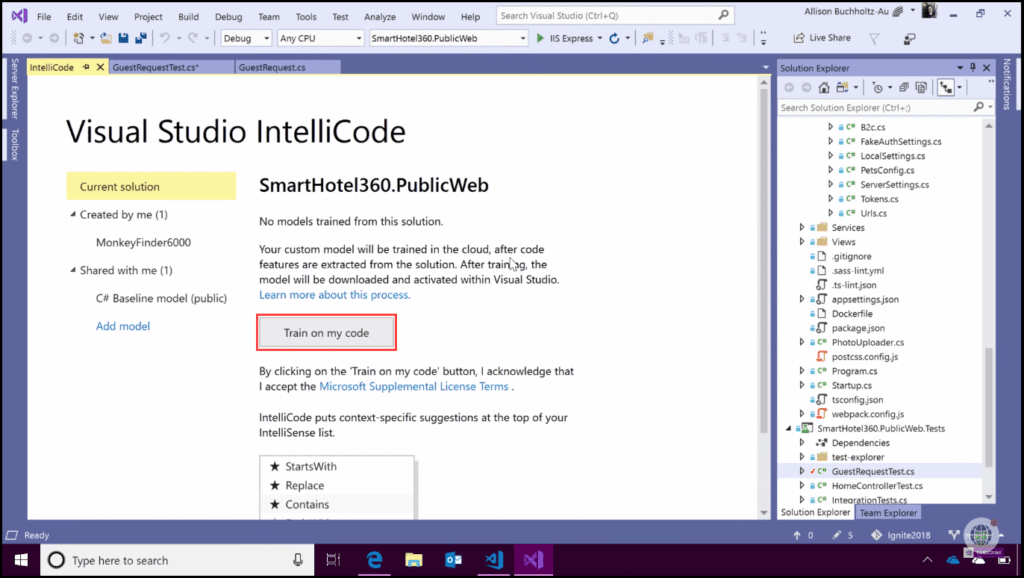 File Edit View Project Build Debug Team Tools Test Analyze Window Help Search Visual Studio (Ctrl+Q) Allison Buchholtz-Au
Debug Any CPU SmartHotel360.PublicWeb IIS Express Live Share
Server Explorer
Toolbox
IntelliCode GuestRequestTest.cs* GuestRequest.cs
Visual Studio IntelliCode
Current solution
Created by me (1)
MonkeyFinder6000
Shared with me (1)
C# Baseline model (public)
Add model
SmartHotel360.PublicWeb
No models trained from this solution.
Your custom model will be trained in the cloud, after code
features are extracted from the solution. After training, the
model will be downloaded and activated within Visual Studio.
Learn more about this process.
Train on my code
By clicking on the 'Train on my code' button, I acknowledge that
I accept the Microsoft Supplemental License Terms .
IntelliCode puts context-specific suggestions at the top of your
IntelliSense list.
StartsWith
Replace
Contains
Solution Explorer
Search Solution Explorer (Ctrl+;)
C# B2c.cs
C# FakeAuthSettings.cs
C# LocalSettings.cs
C# PetsConfig.cs
C# ServerSettings.cs
C# Tokens.cs
C# Urls.cs
Services
Views
.gitignore
.sass-lint.yml
.ts-lint.json
appsettings.json
Dockerfile
package.json
C# PhotoUploader.cs
postcss.config.js
C# Program.cs
C# Startup.cs
tsconfig.json
webpack.config.js
SmartHotel360.PublicWeb.Tests
Dependencies
test-explorer
C# GuestRequestTest.cs
C# HomeControllerTest.cs
C# IntegrationTests.cs
Solution Explorer Team Explorer
Notifications
Ready 0 5 Ignite2018
Type here to search